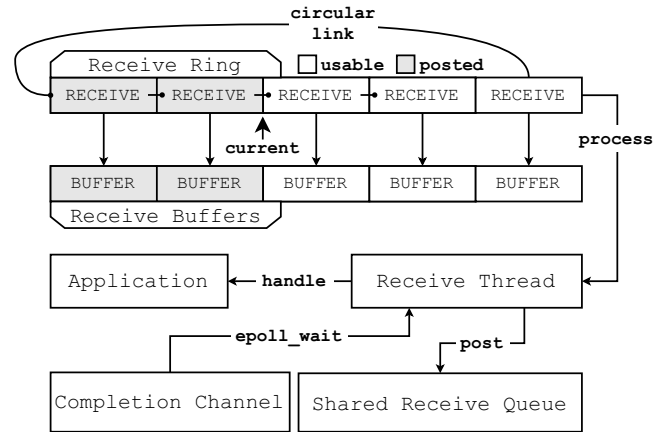 circular
link
Receive Ring
usable posted
RECEIVE RECEIVE RECEIVE RECEIVE RECEIVE
current
process
BUFFER BUFFER BUFFER BUFFER BUFFER
Receive Buffers
Application handle Receive Thread
epoll_wait post
Completion Channel Shared Receive Queue